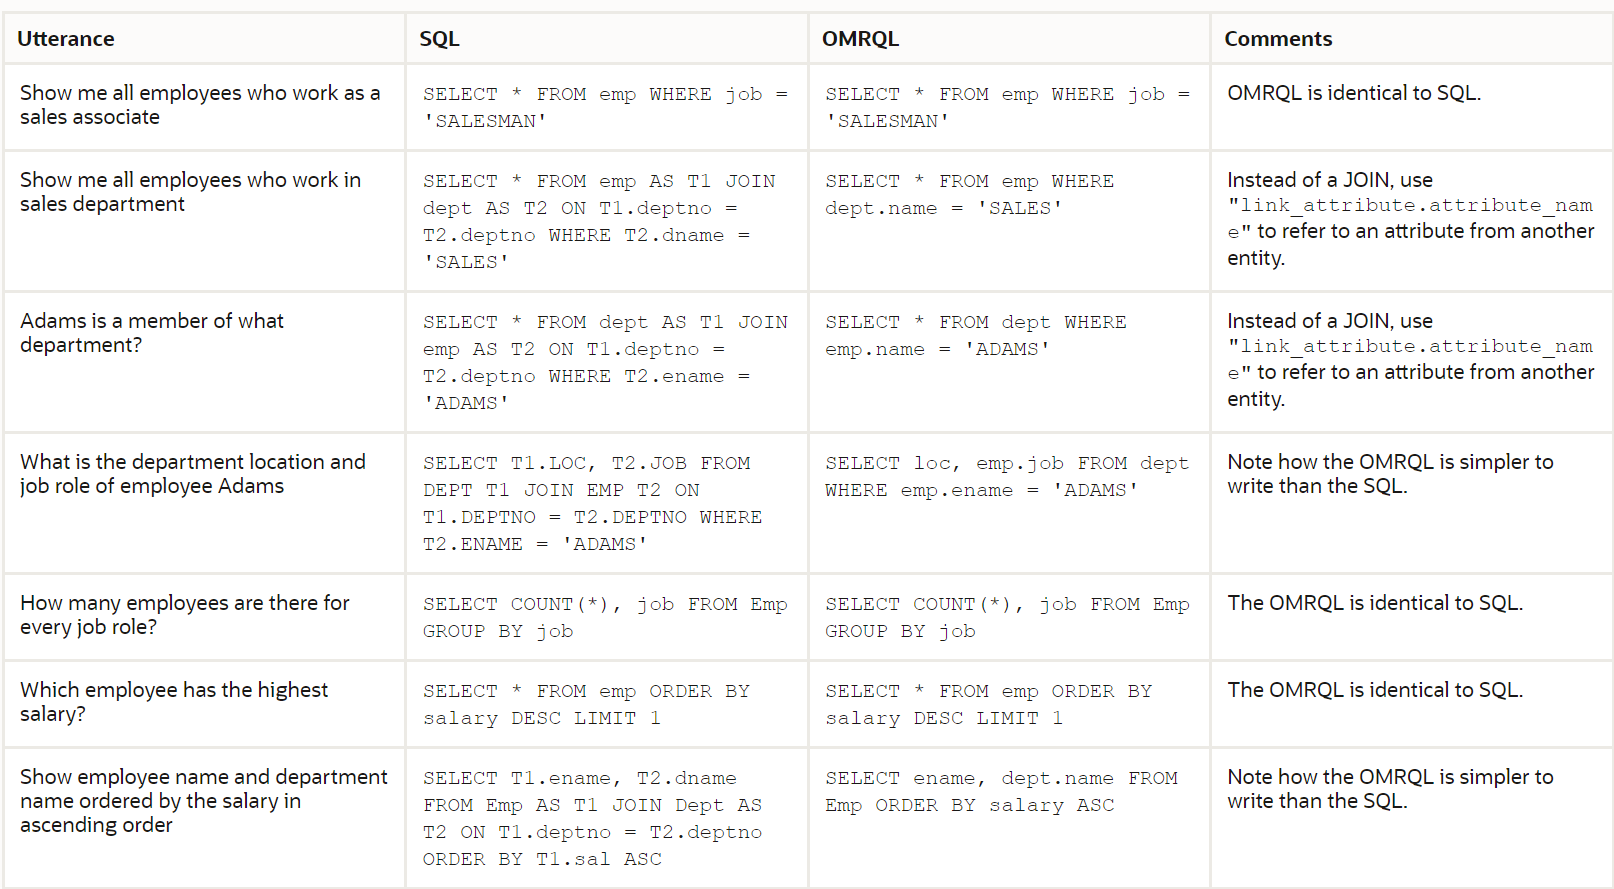 Utterance
SQL
OMRQL
Comments
Show me all employees who work as a
sales associate
SELECT * FROM emp WHERE job =
'SALESMAN'
SELECT * FROM emp WHERE job =
'SALESMAN'
OMRQL is identical to SQL.
Show me all employees who work in
sales department
SELECT * FROM emp AS T1 JOIN
dept AS T2 ON T1.deptno =
T2.deptno WHERE T2.dname =
'SALES'
SELECT * FROM emp WHERE
dept.name = 'SALES'
Instead of a JOIN, use
"link_attribute.attribute_nam
e" to refer to an attribute from another
entity.
Adams is a member of what
department?
SELECT * FROM dept AS T1 JOIN
emp AS T2 ON T1.deptno =
T2.deptno WHERE T2.ename =
'ADAMS'
SELECT * FROM dept WHERE
emp.name = 'ADAMS'
Instead of a JOIN, use
"link_attribute.attribute_nam
e" to refer to an attribute from another
entity.
What is the department location and
job role of employee Adams
SELECT T1.LOC, T2.JOB FROM
DEPT T1 JOIN EMP T2 ON
T1.DEPTNO = T2.DEPTNO WHERE
T2.ENAME = 'ADAMS'
SELECT loc, emp.job FROM dept
WHERE emp.ename = 'ADAMS'
Note how the OMRQL is simpler to
write than the SQL.
How many employees are there for
every job role?
SELECT COUNT(*), job FROM Emp
GROUP BY job
SELECT COUNT(*), job FROM Emp
GROUP BY job
The OMRQL is identical to SQL.
Which employee has the highest
salary?
SELECT * FROM emp ORDER BY
salary DESC LIMIT 1
SELECT * FROM emp ORDER BY
salary DESC LIMIT 1
The OMRQL is identical to SQL.
Show employee name and department
name ordered by the salary in
ascending order
SELECT T1.ename, T2.dname
FROM Emp AS T1 JOIN Dept AS
T2 ON T1.deptno = T2.deptno
ORDER BY T1.sal ASC
SELECT ename, dept.name FROM
Emp ORDER BY salary ASC
Note how the OMRQL is simpler to
write than the SQL.